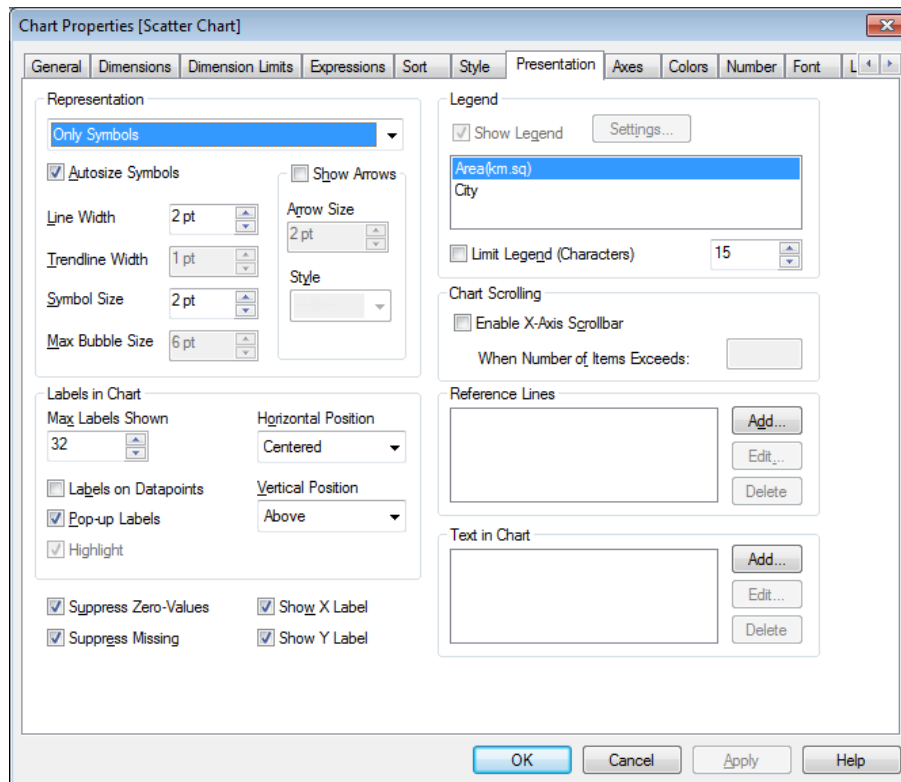 Chart Properties [Scatter Chart]
General Dimensions Dimension Limits Expressions Sort Style Presentation Axes Colors Number Font L
Representation
Only Symbols
Autosize Symbols
Show Arrows
Line Width 2 pt
Arrow Size
2 pt
Trendline Width 1 pt
Style
Symbol Size 2 pt
Max Bubble Size 6 pt
Labels in Chart
Max Labels Shown
32
Horizontal Position
Centered
Labels on Datapoints
Vertical Position
Above
Pop-up Labels
Highlight
Suppress Zero-Values
Show X Label
Suppress Missing
Show Y Label
Legend
Show Legend
Settings...
Area(km.sq)
City
Limit Legend (Characters) 15
Chart Scrolling
Enable X-Axis Scrollbar
When Number of Items Exceeds:
Reference Lines
Add...
Edit...
Delete
Text in Chart
Add...
Edit...
Delete
OK Cancel Apply Help